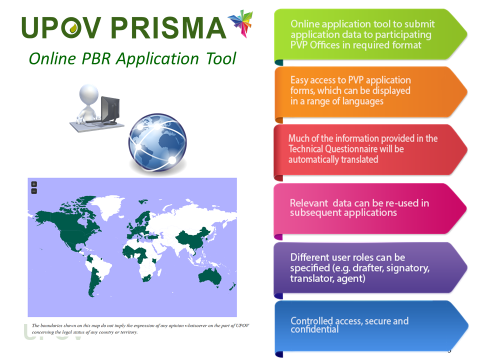 UPOV PRISMA
Online PBR Application Tool
The boundaries shown on this map do not imply the expression of any opinion whatsoever on the part of UPOV
concerning the legal status of any country or territory.
UPOV
Online application tool to submit
application data to participating
PVP Offices in required format
Easy access to PVP application
forms, which can be displayed
in a range of languages
Much of the information provided in the
Technical Questionnaire will be
automatically translated
Relevant data can be re-used in
subsequent applications
Different user roles can be
specified (e.g. drafter, signatory,
translator, agent)
Controlled access, secure and
confidential